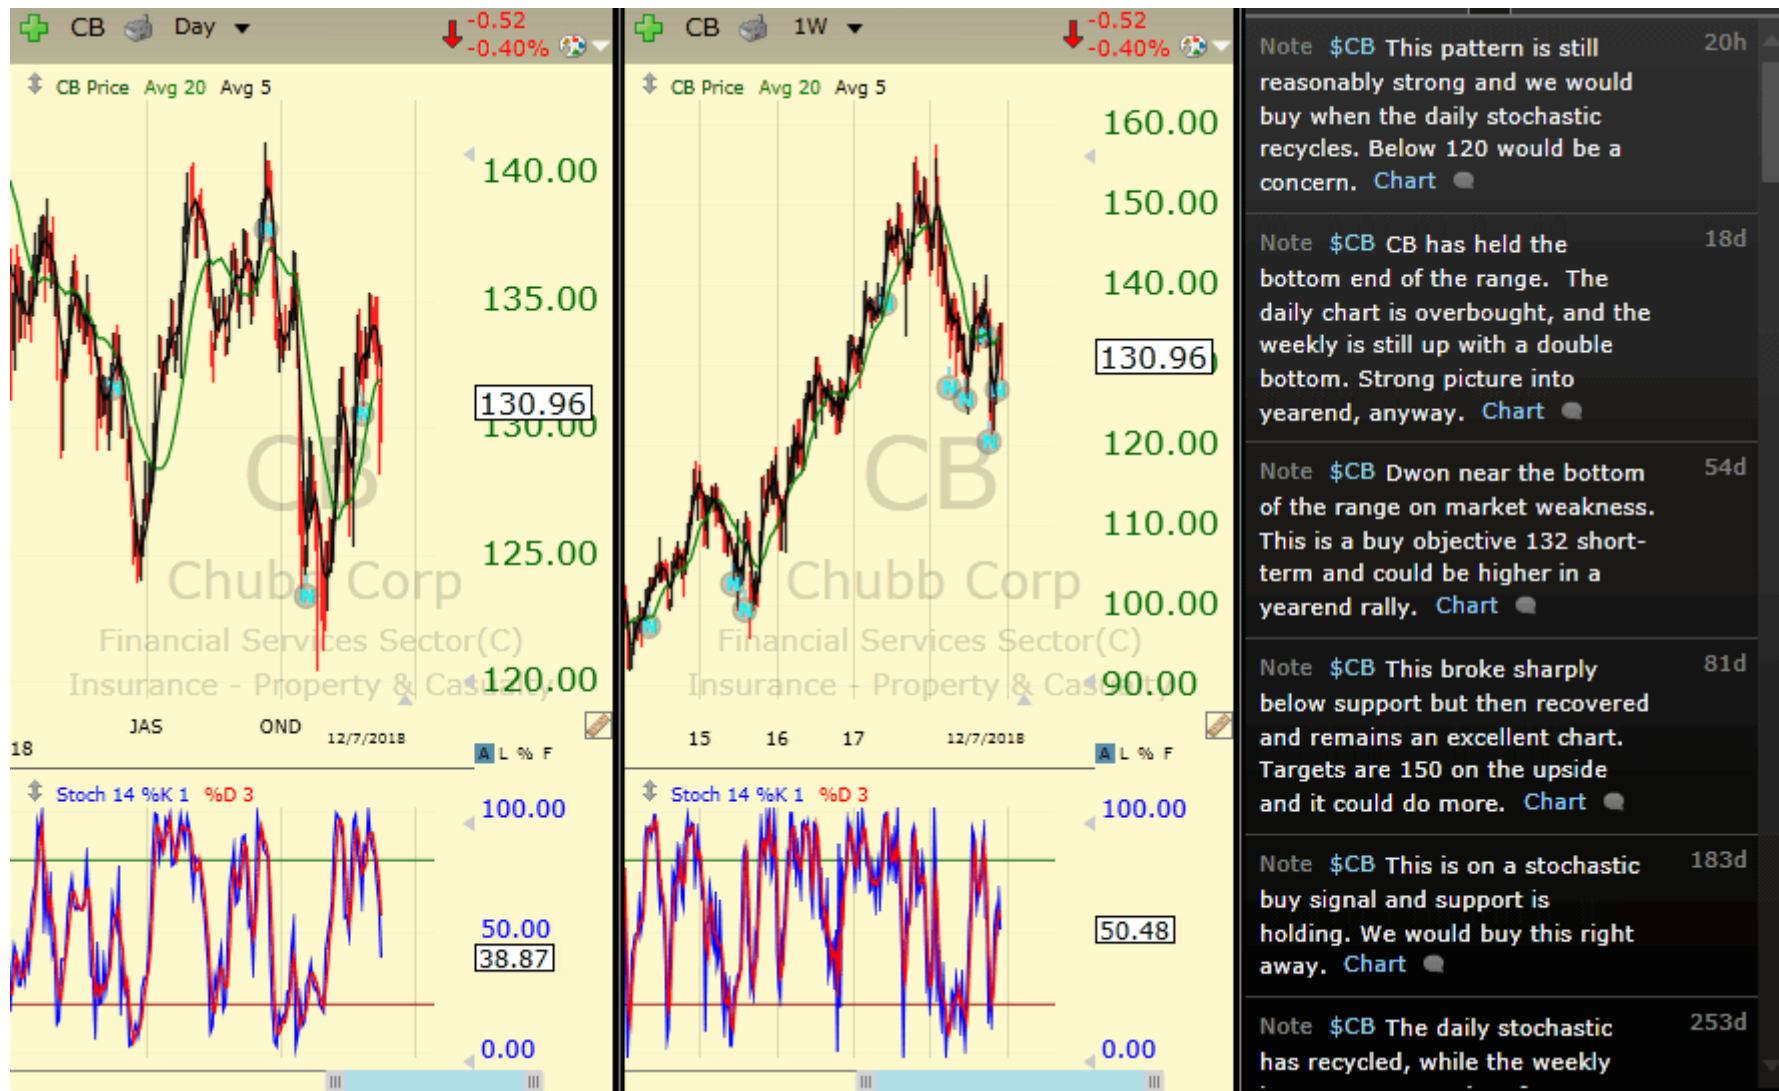 CB Day -0.52
-0.40%
CB Price Avg 20 Avg 5
140.00
135.00
130.96
130.00
125.00
120.00
CB
Chubb Corp
Financial Services Sector(C)
Insurance - Property & Casualty
JAS OND 12/7/2018
18
A L % F
Stoch 14 %K 1 %D 3
100.00
50.00
38.87
0.00
CB 1W -0.52
-0.40%
CB Price Avg 20 Avg 5
160.00
150.00
140.00
130.96
120.00
110.00
100.00
90.00
CB
Chubb Corp
Financial Services Sector(C)
Insurance - Property & Casualty
15 16 17 12/7/2018
A L % F
Stoch 14 %K 1 %D 3
100.00
50.48
0.00
Note $CB This pattern is still 20h
reasonably strong and we would
buy when the daily stochastic
recycles. Below 120 would be a
concern. Chart
Note $CB CB has held the 18d
bottom end of the range. The
daily chart is overbought, and the
weekly is still up with a double
bottom. Strong picture into
yearend, anyway. Chart
Note $CB Dwon near the bottom 54d
of the range on market weakness.
This is a buy objective 132 short-
term and could be higher in a
yearend rally. Chart
Note $CB This broke sharply 81d
below support but then recovered
and remains an excellent chart.
Targets are 150 on the upside
and it could do more. Chart
Note $CB This is on a stochastic 183d
buy signal and support is
holding. We would buy this right
away. Chart
Note $CB The daily stochastic 253d
has recycled, while the weekly